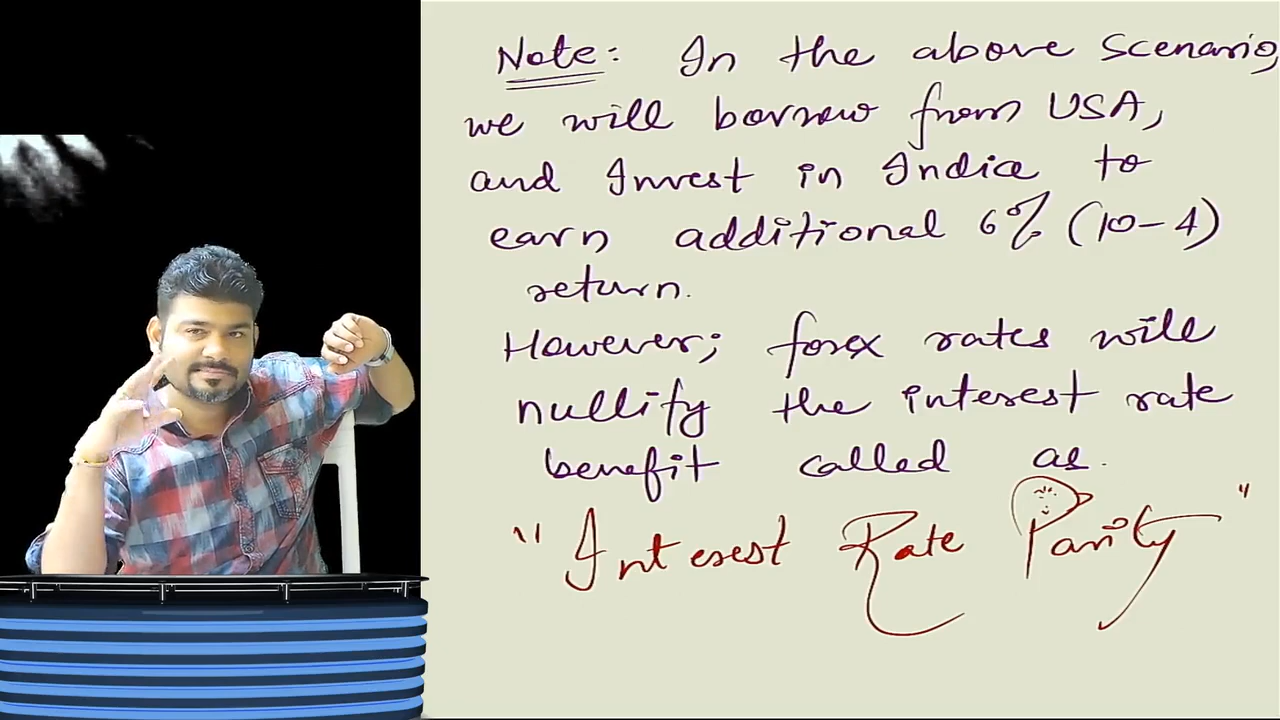 Note: In the above Scenario,
we will borrow from USA,
and Invest in India to
earn additional 6% (10-4)
return.
However; forex rates will
nullify the interest rate
benefit called as.
"Interest Rate Parity"